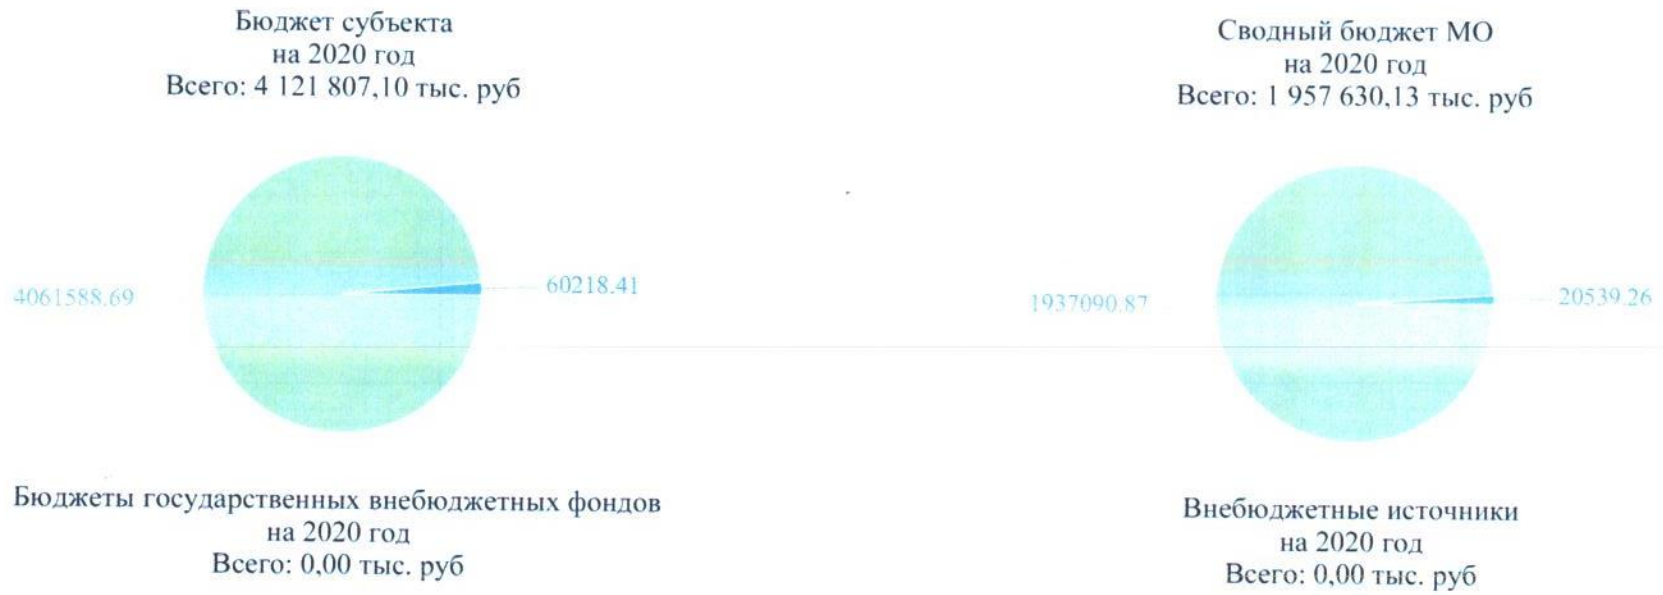 Бюджет субъекта
на 2020 год
Всего: 4 121 807,10 тыс. руб
4061588.69
60218.41
Сводный бюджет МО
на 2020 год
Всего: 1 957 630,13 тыс. руб
1937090.87
20539.26
Бюджеты государственных внебюджетных фондов
на 2020 год
Всего: 0,00 тыс. руб
Внебюджетные источники
на 2020 год
Всего: 0,00 тыс. руб